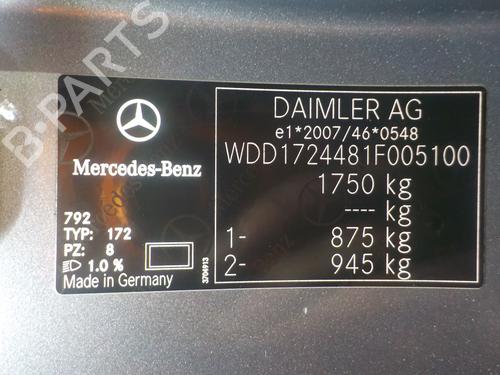 B-PARTS
DAIMLER AG
e1*2007/46*0548
WDD1724481F005100
1750 kg
---- kg
1- 875 kg
2- 945 kg
Mercedes-Benz
792
TYP: 172
PZ: 8
1.0 %
Made in Germany
3704913